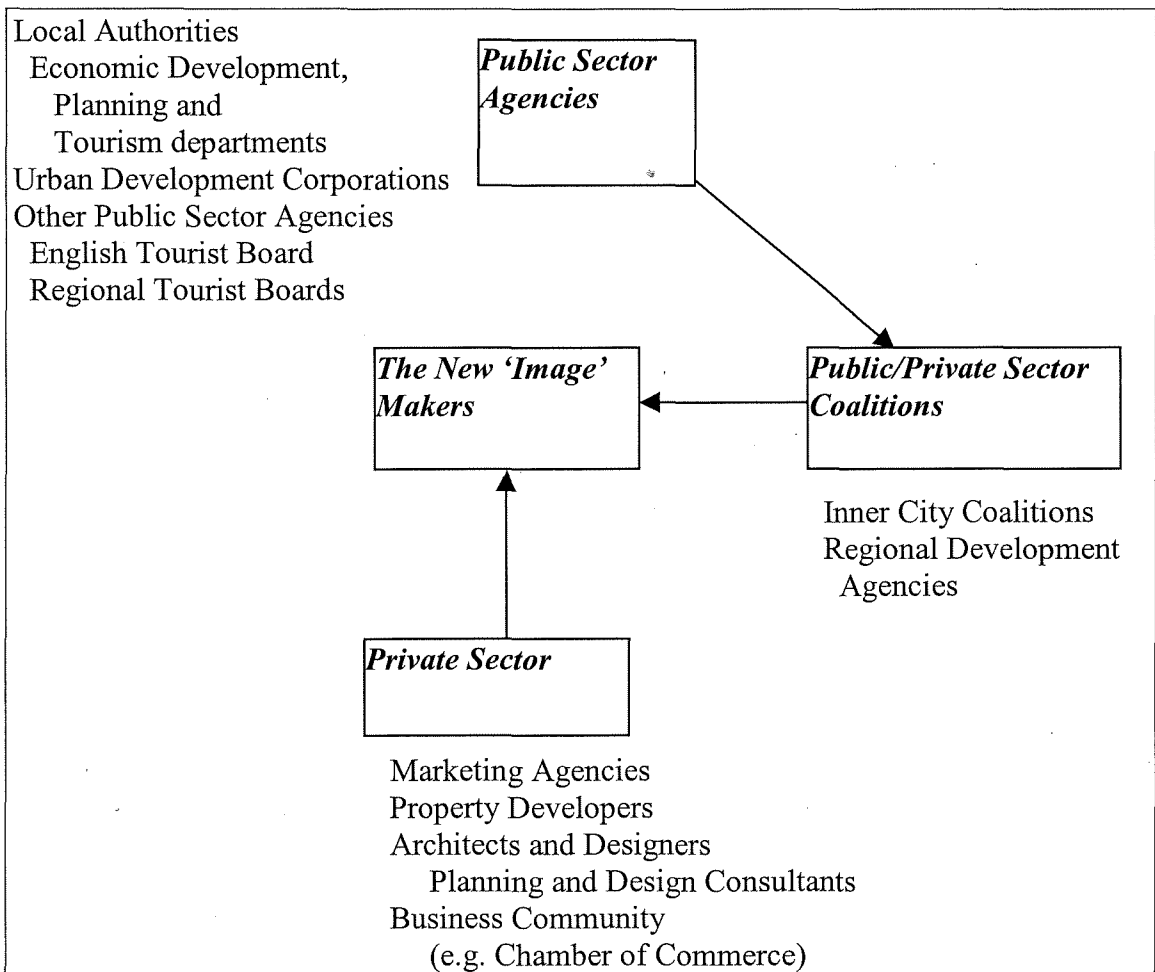 Local Authorities
Economic Development,
Planning and
Tourism departments
Urban Development Corporations
Other Public Sector Agencies
English Tourist Board
Regional Tourist Boards
Public Sector
Agencies
The New ‘Image’
Makers
Public/Private Sector
Coalitions
Inner City Coalitions
Regional Development
Agencies
Private Sector
Marketing Agencies
Property Developers
Architects and Designers
Planning and Design Consultants
Business Community
(e.g. Chamber of Commerce)